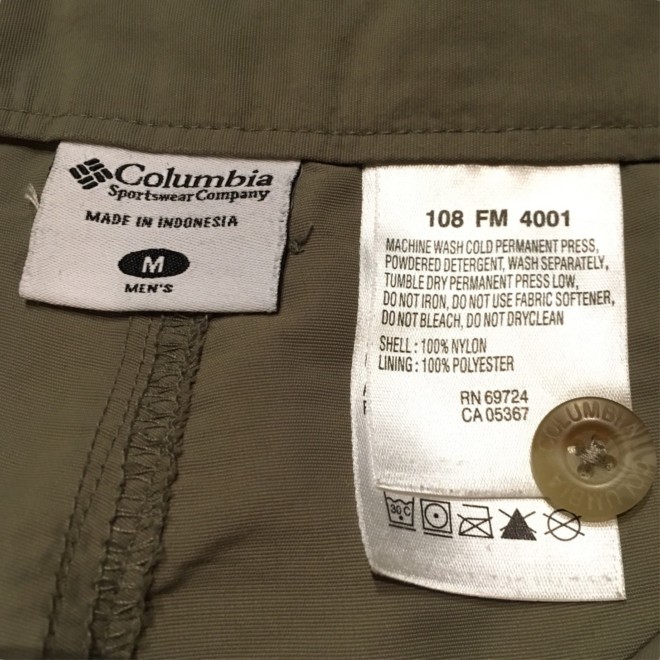 Columbia
Sportswear Company
MADE IN INDONESIA
M
MEN'S
108 FM 4001
MACHINE WASH COLD PERMANENT PRESS,
POWDERED DETERGENT, WASH SEPARATELY,
TUMBLE DRY PERMANENT PRESS LOW,
DO NOT IRON, DO NOT USE FABRIC SOFTENER,
DO NOT BLEACH, DO NOT DRYCLEAN
SHELL : 100% NYLON
LINING : 100% POLYESTER
RN 69724
CA 05367
30 C
COLUMBIA
COLUMBIA